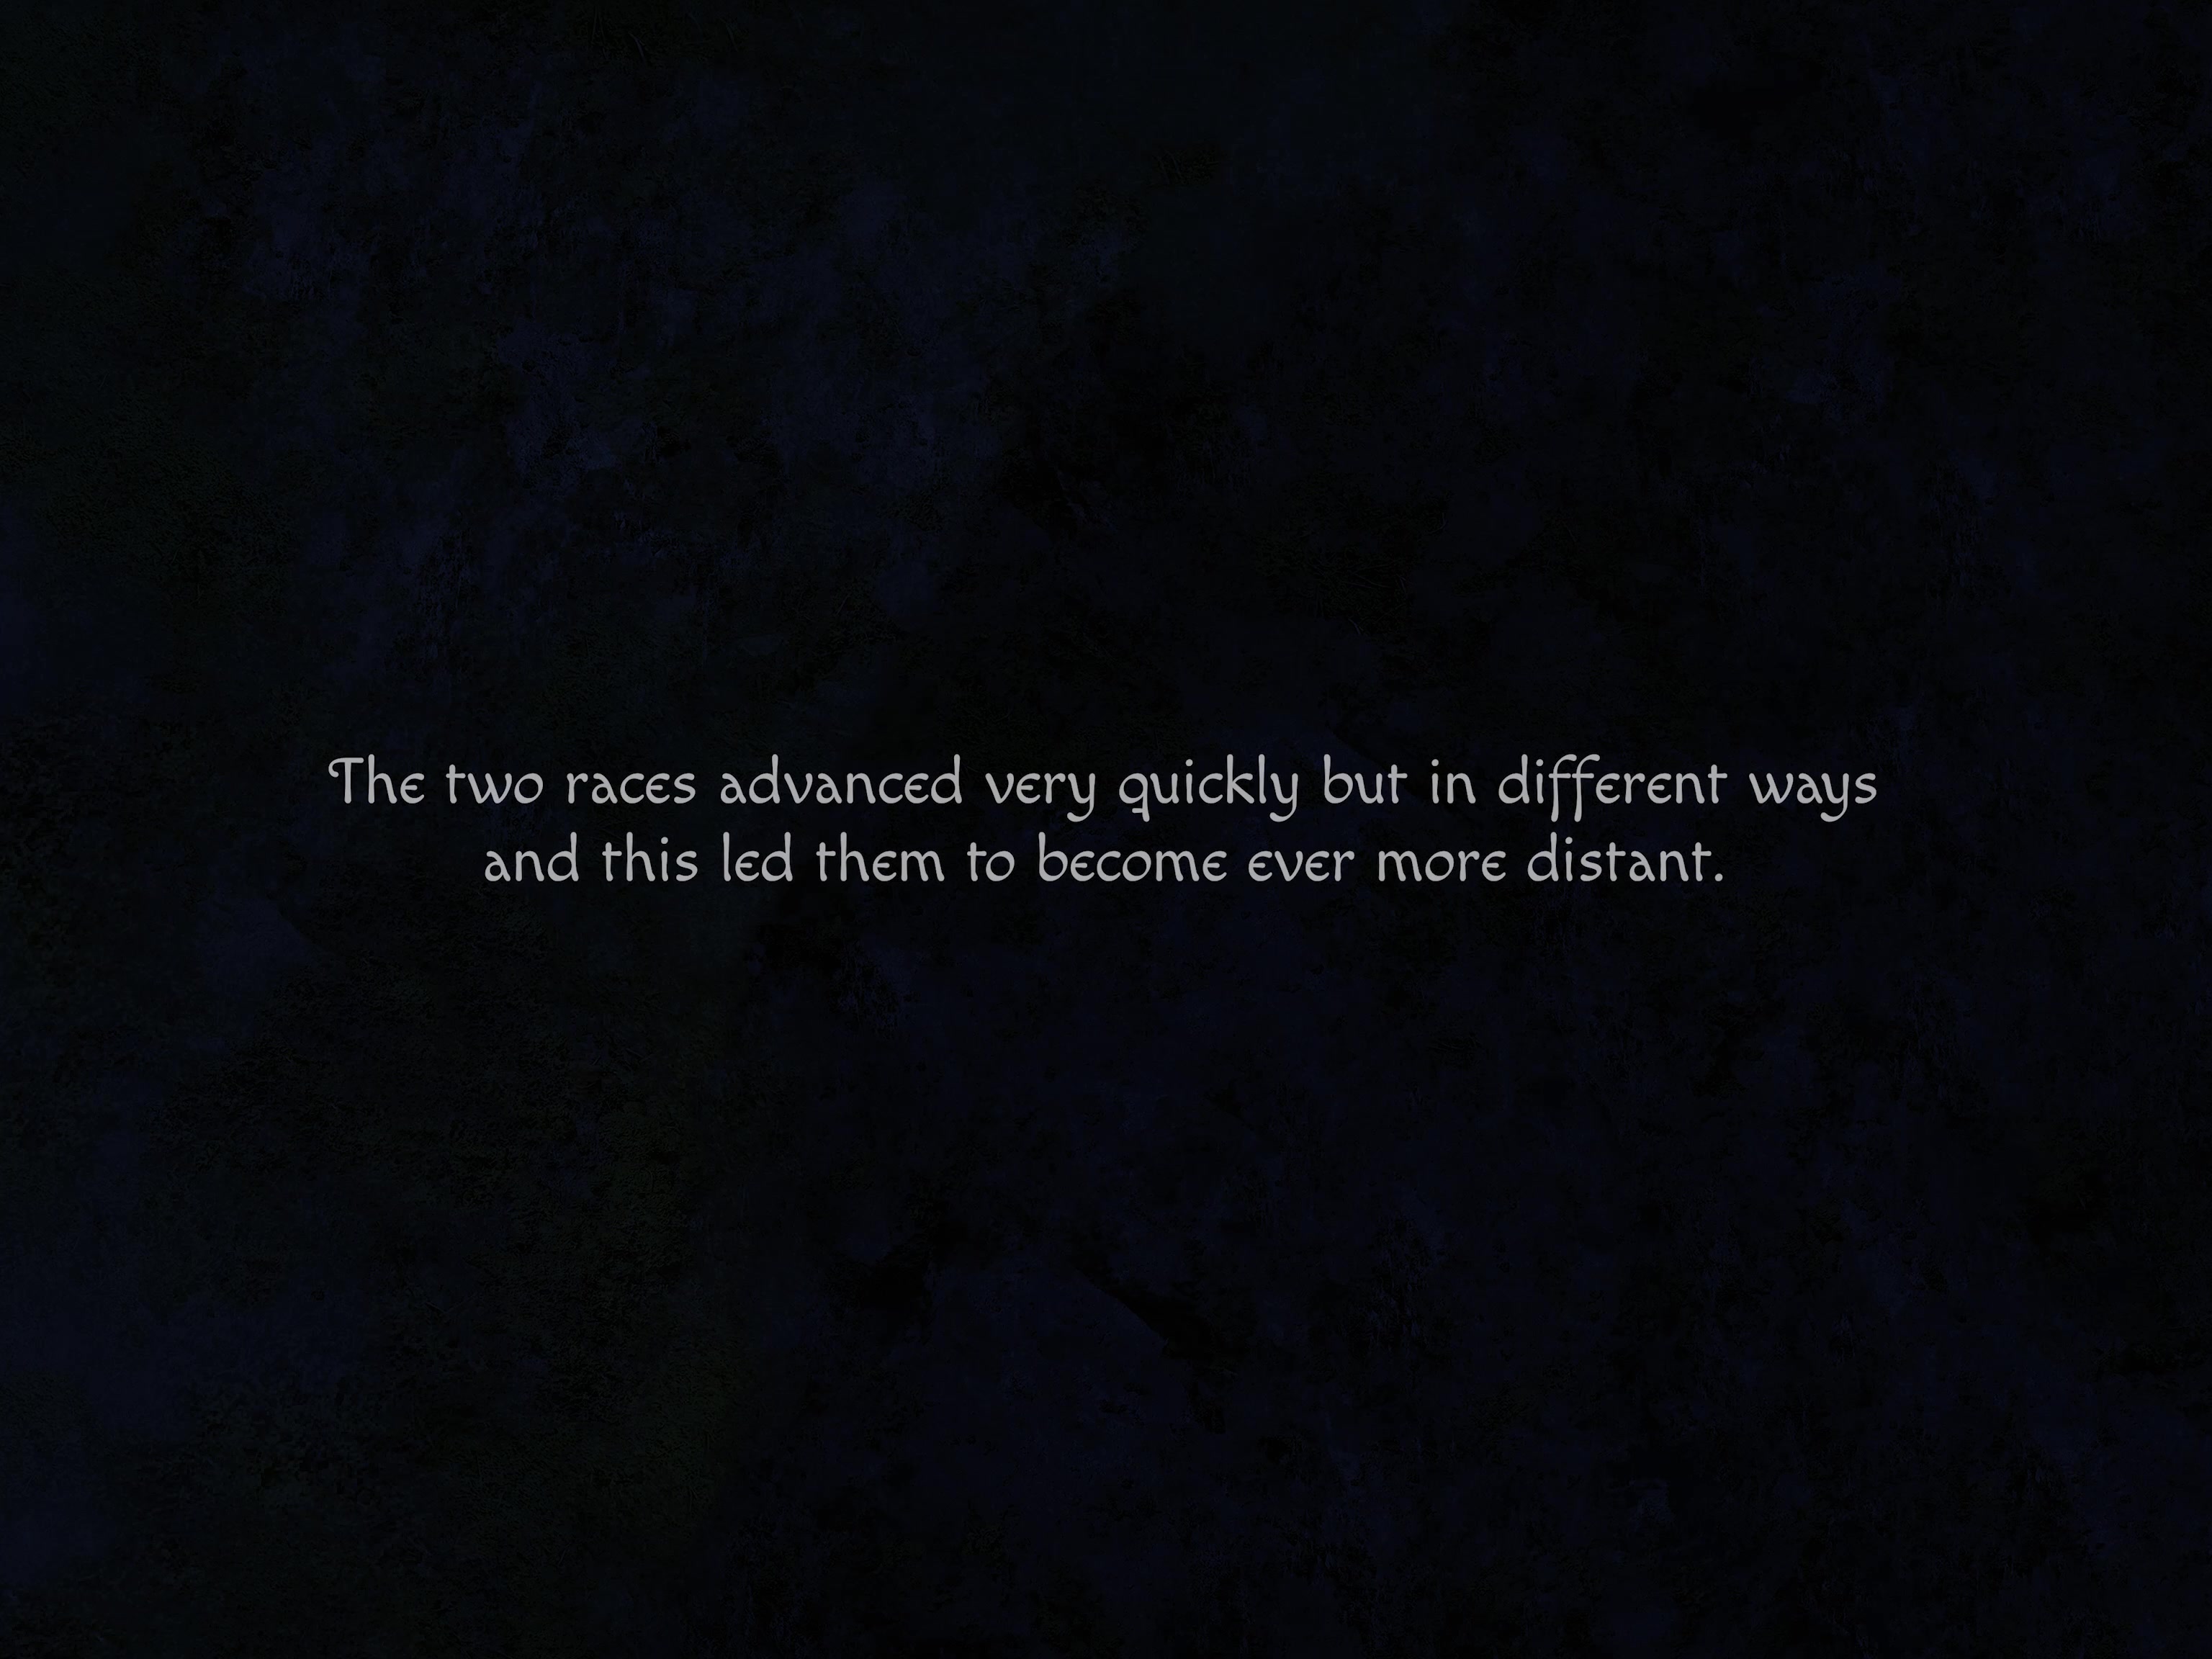 The two races advanced very quickly but in different ways
and this led them to become ever more distant.